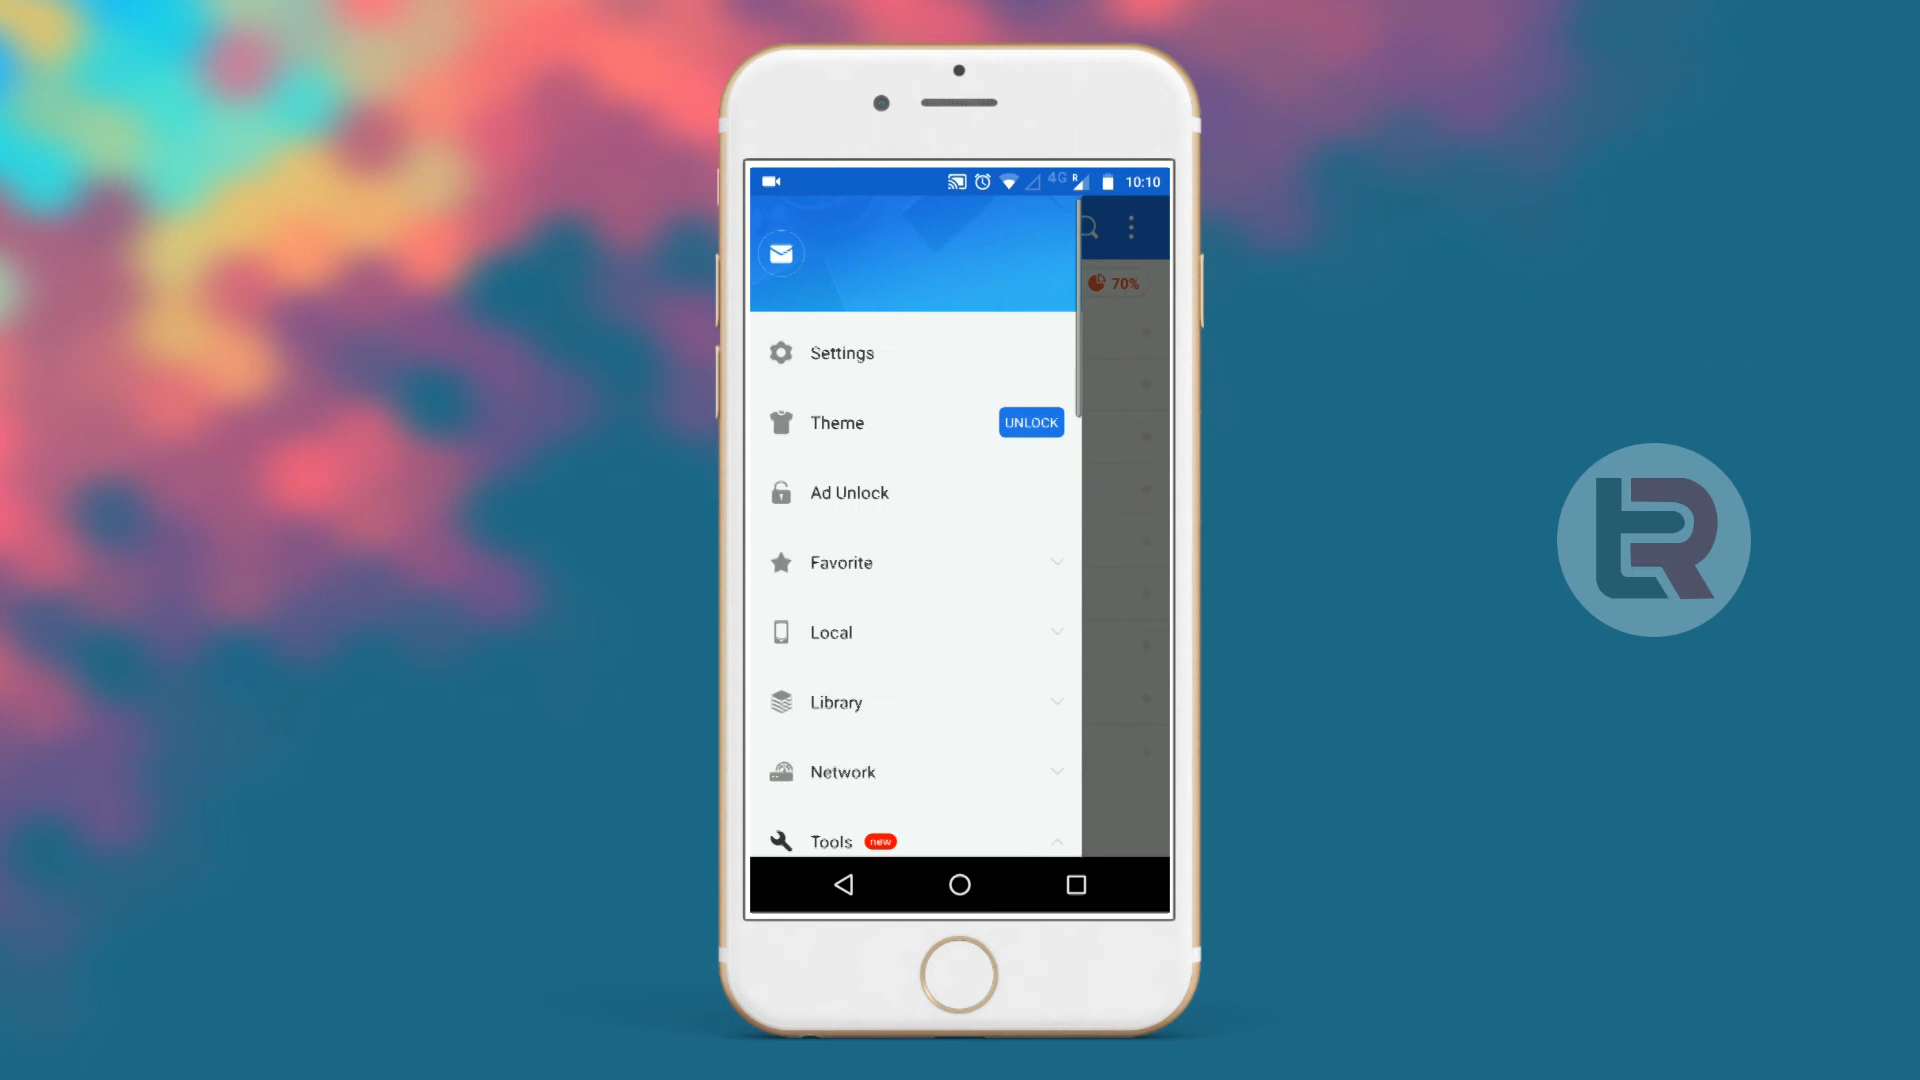 4G R 10:10
70%
Settings
Theme UNLOCK
Ad Unlock
Favorite
Local
Library
Network
Tools new